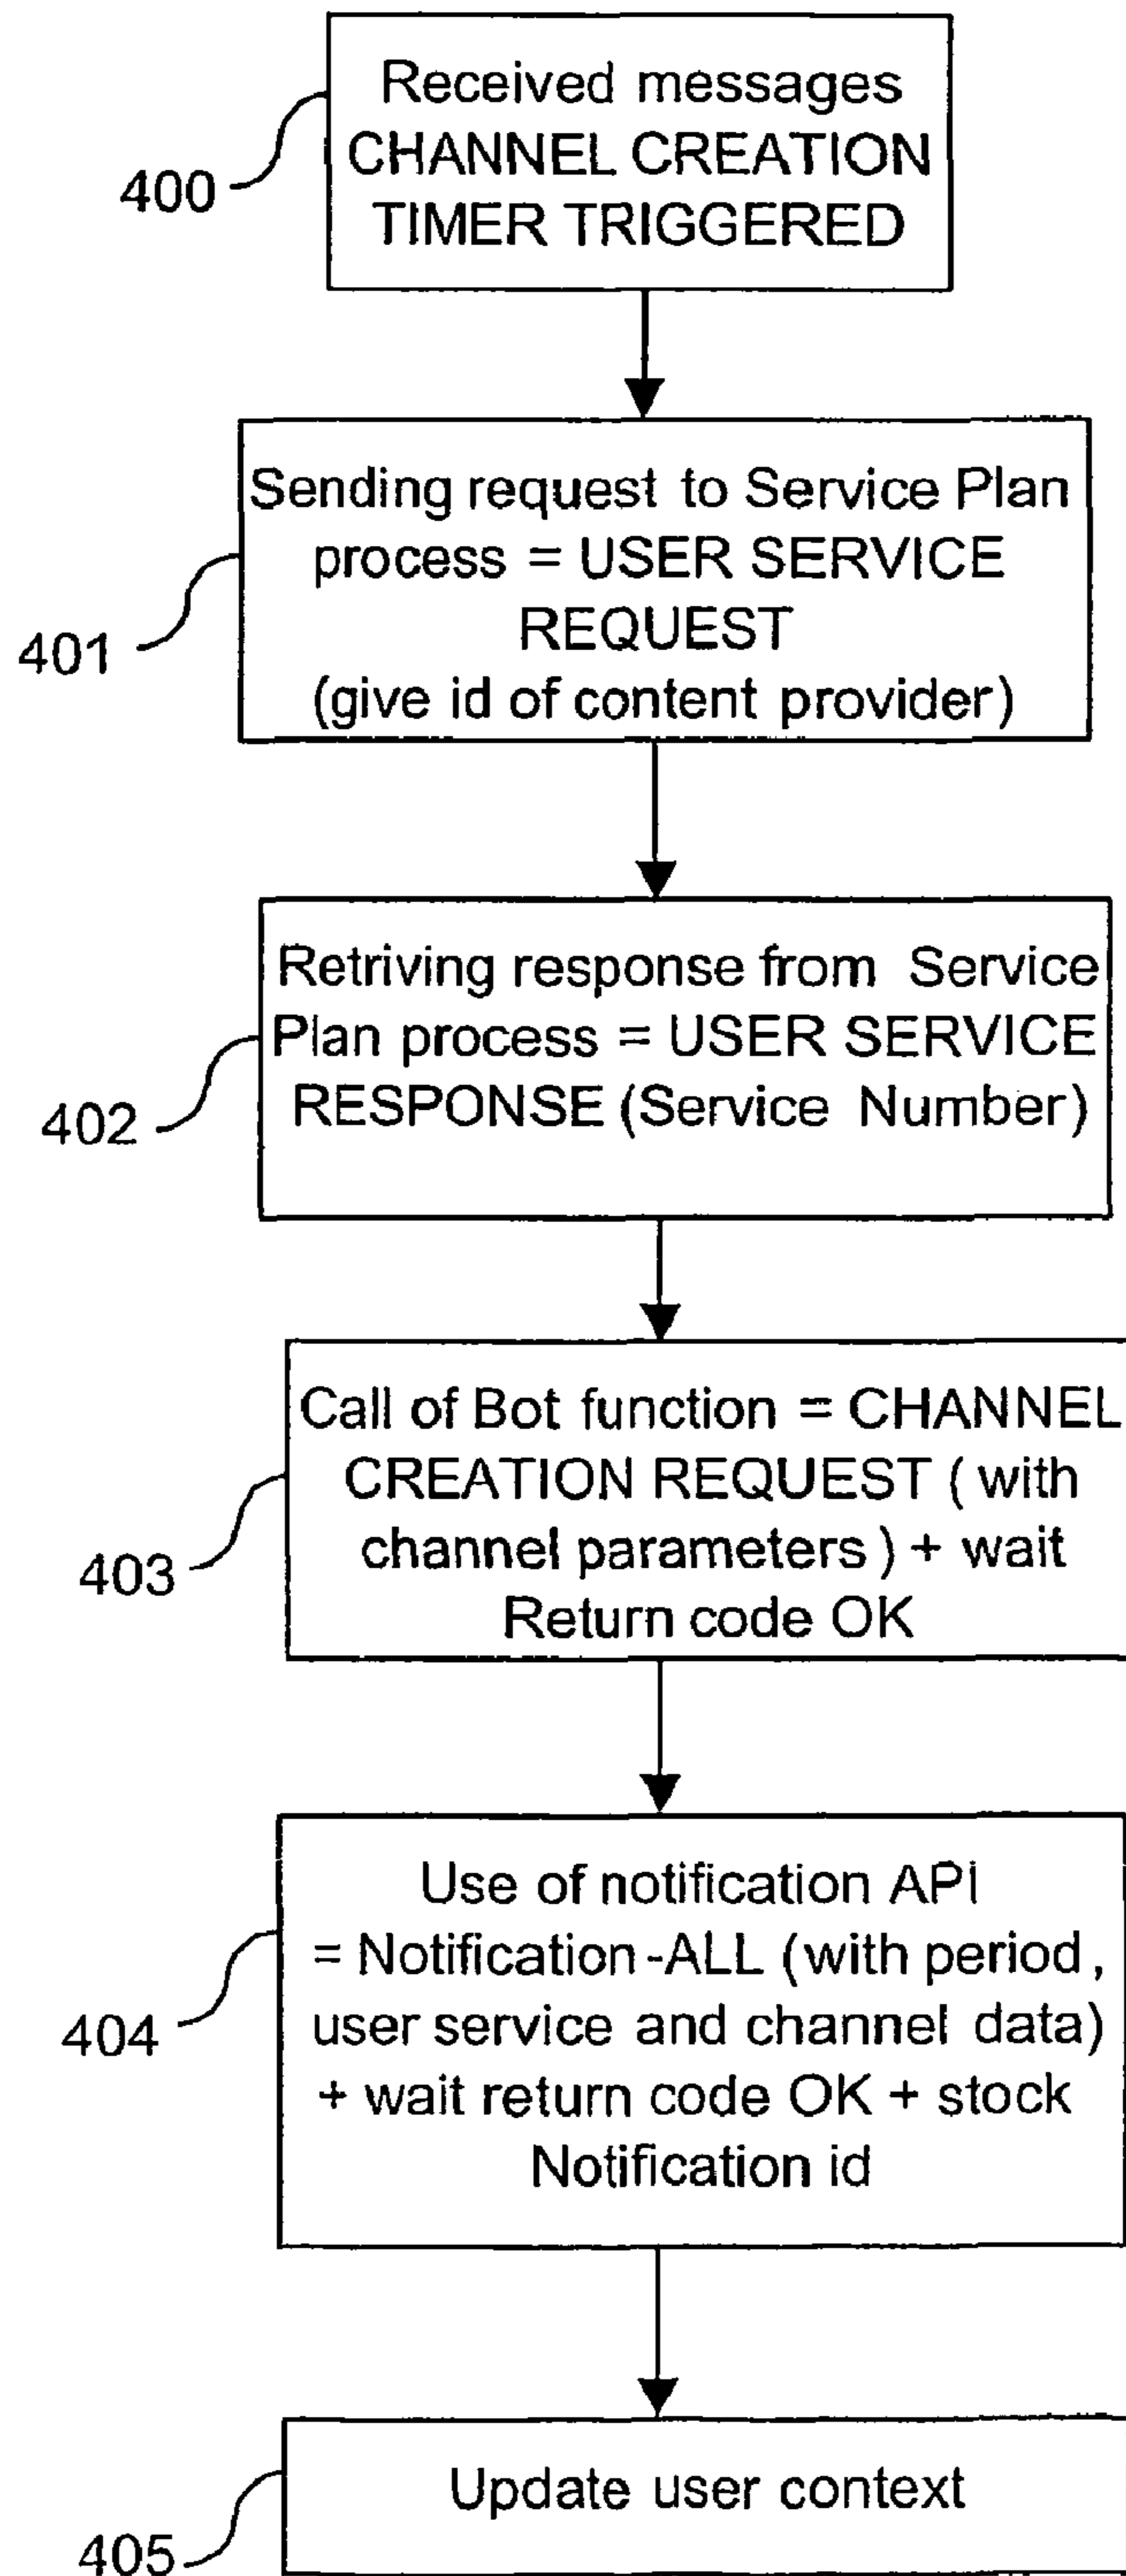 Received messages
CHANNEL CREATION
TIMER TRIGGERED
400
Sending request to Service Plan
process = USER SERVICE
REQUEST
(give id of content provider)
401
Retriving response from Service
Plan process = USER SERVICE
RESPONSE (Service Number)
402
Call of Bot function = CHANNEL
CREATION REQUEST (with
channel parameters) + wait
Return code OK
403
Use of notification API
= Notification-ALL (with period,
user service and channel data)
+ wait return code OK + stock
Notification id
404
Update user context
405